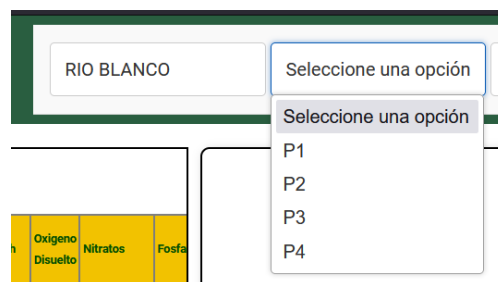 RIO BLANCO
Seleccione una opción
Seleccione una opción
P1
P2
P3
P4
Oxigeno
Disuelto
Nitratos